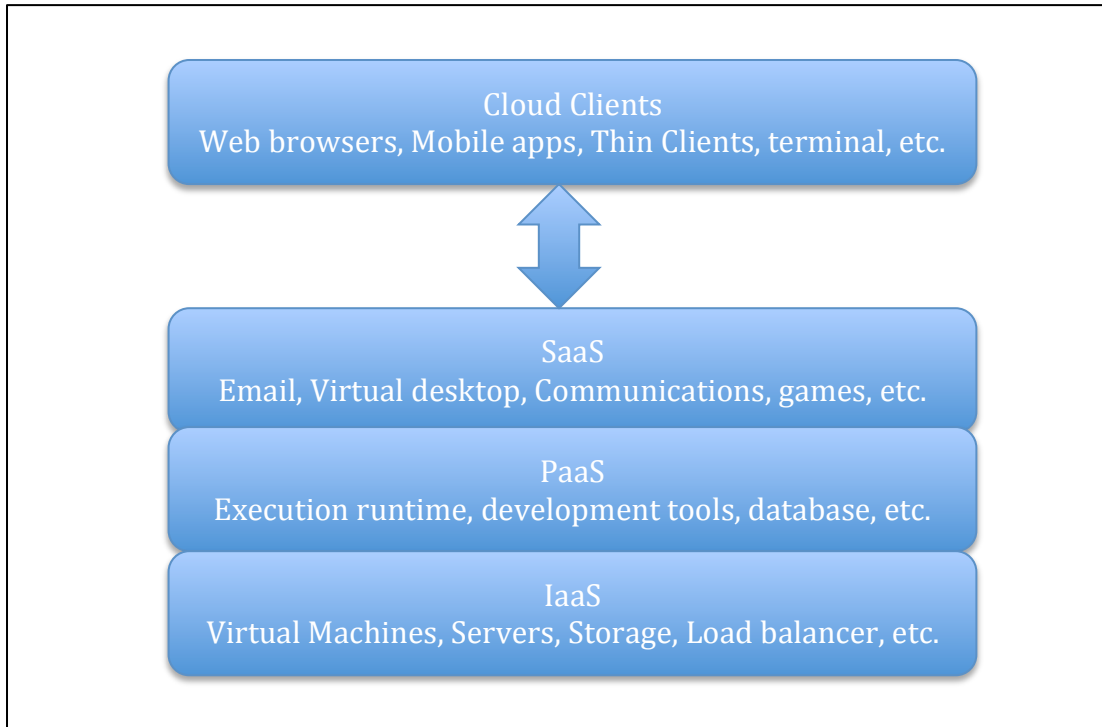 Cloud Clients
Web browsers, Mobile apps, Thin Clients, terminal, etc.
SaaS
Email, Virtual desktop, Communications, games, etc.
PaaS
Execution runtime, development tools, database, etc.
IaaS
Virtual Machines, Servers, Storage, Load balancer, etc.